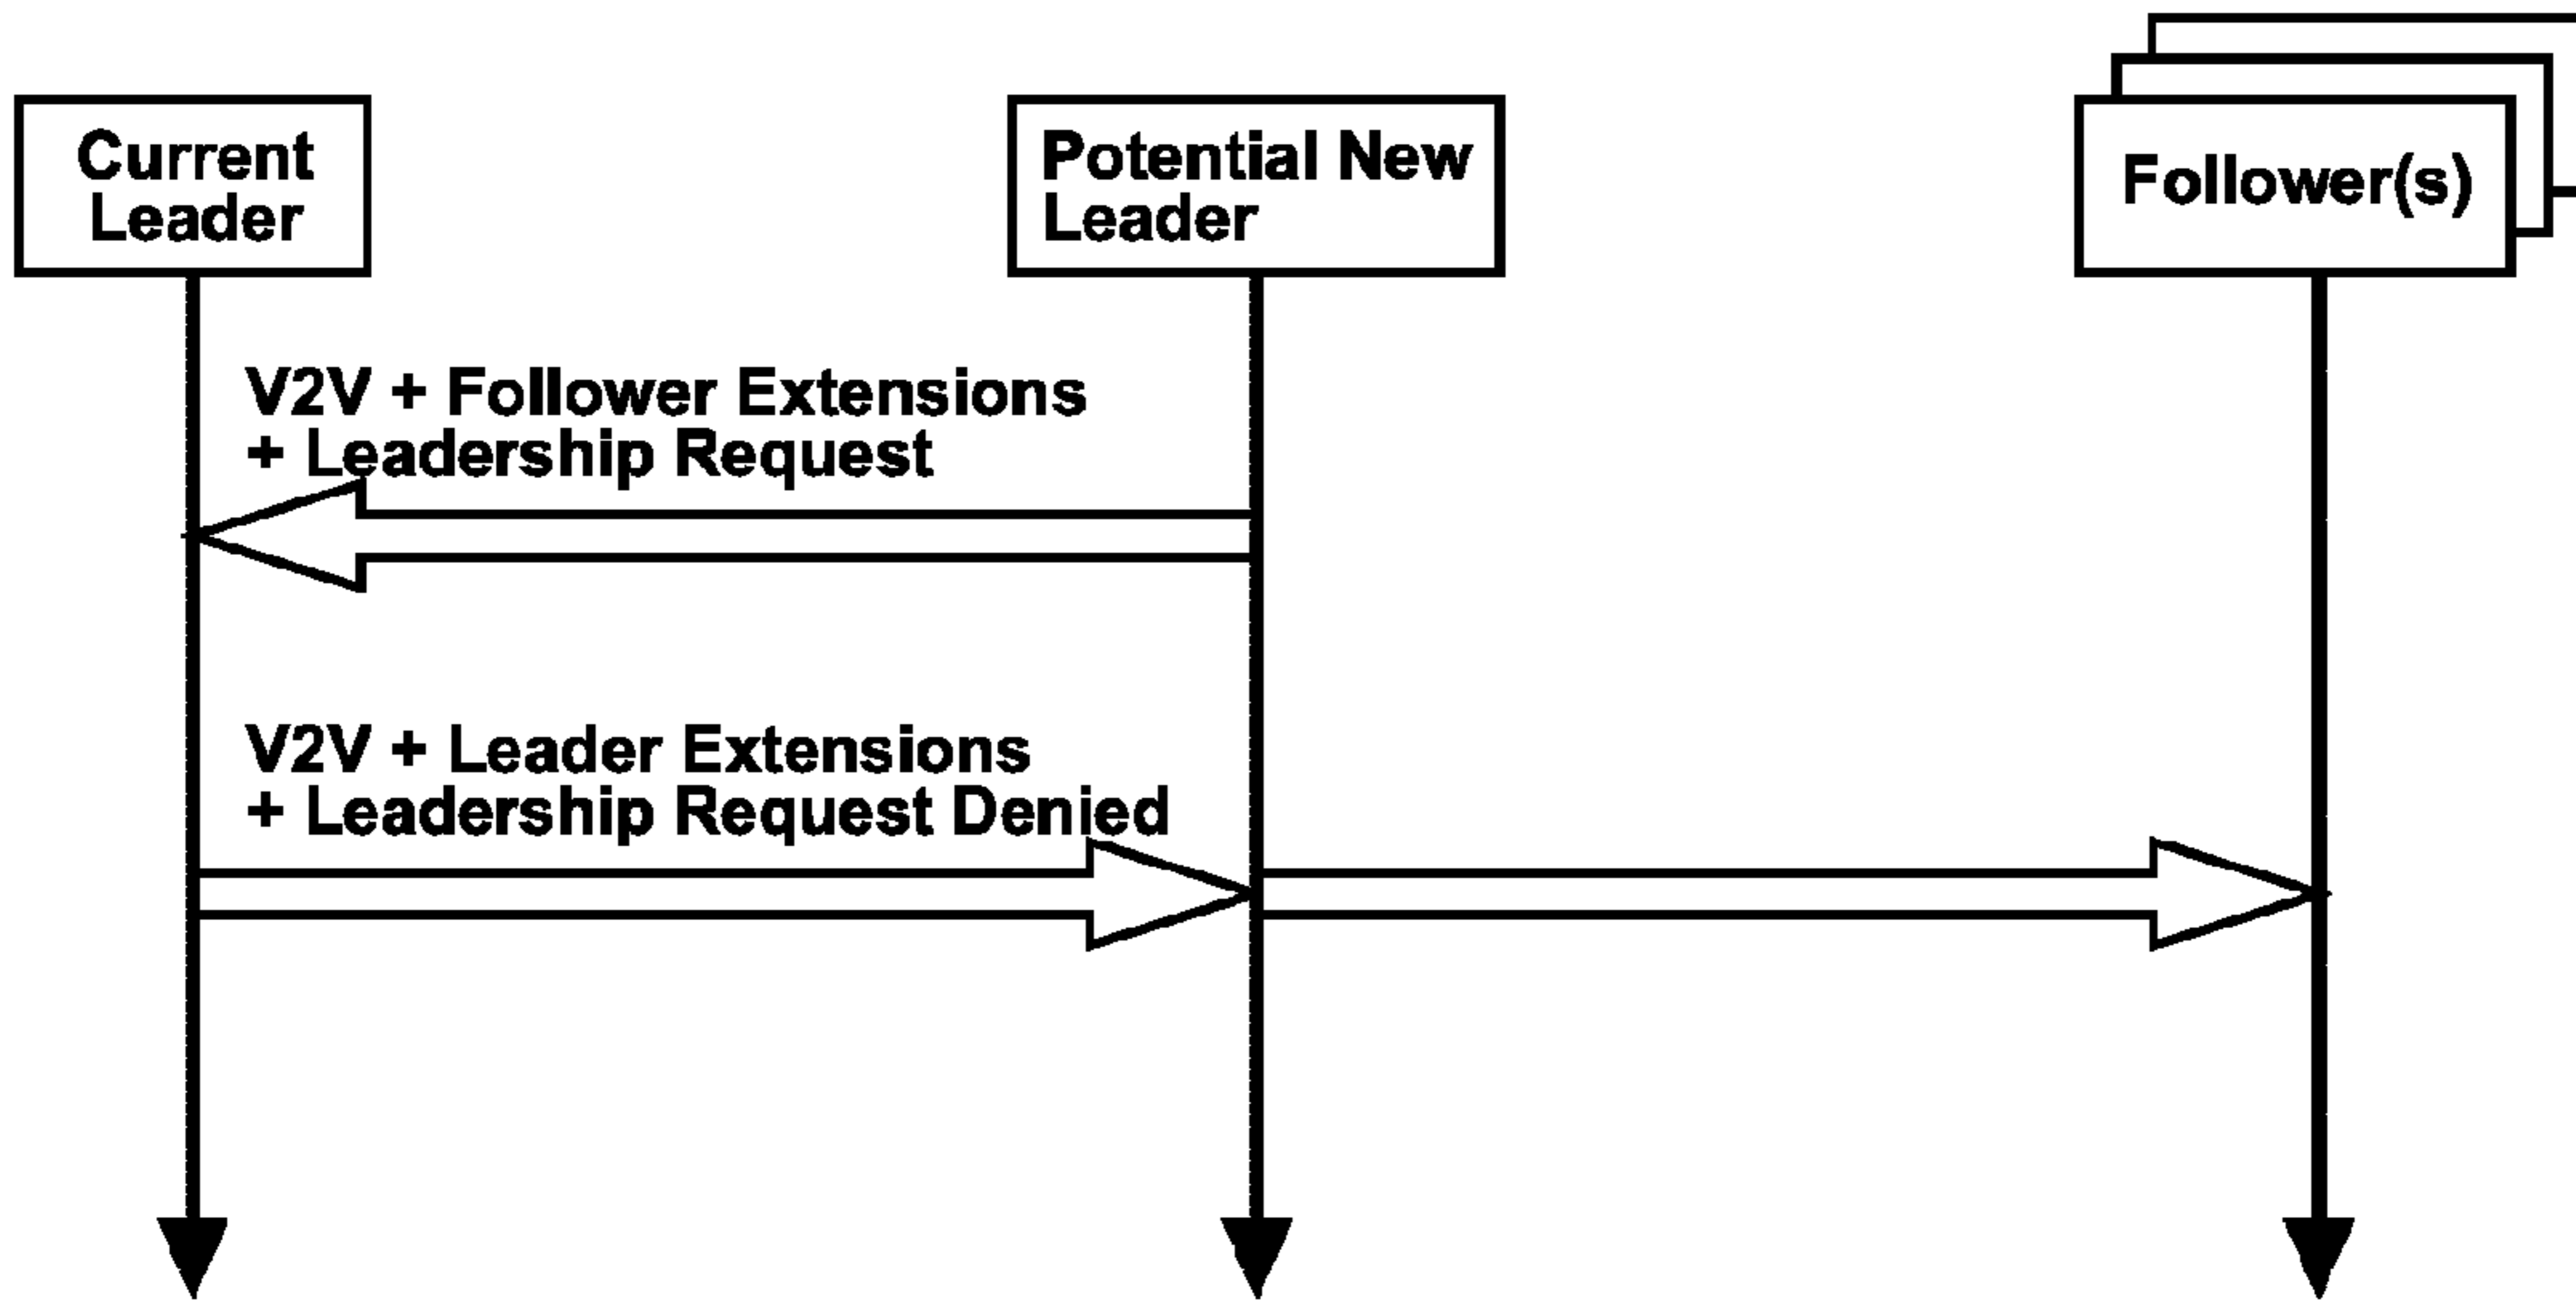 Current
Leader
Potential New
Leader
Follower(s)
V2V + Follower Extensions
+ Leadership Request
V2V + Leader Extensions
+ Leadership Request Denied